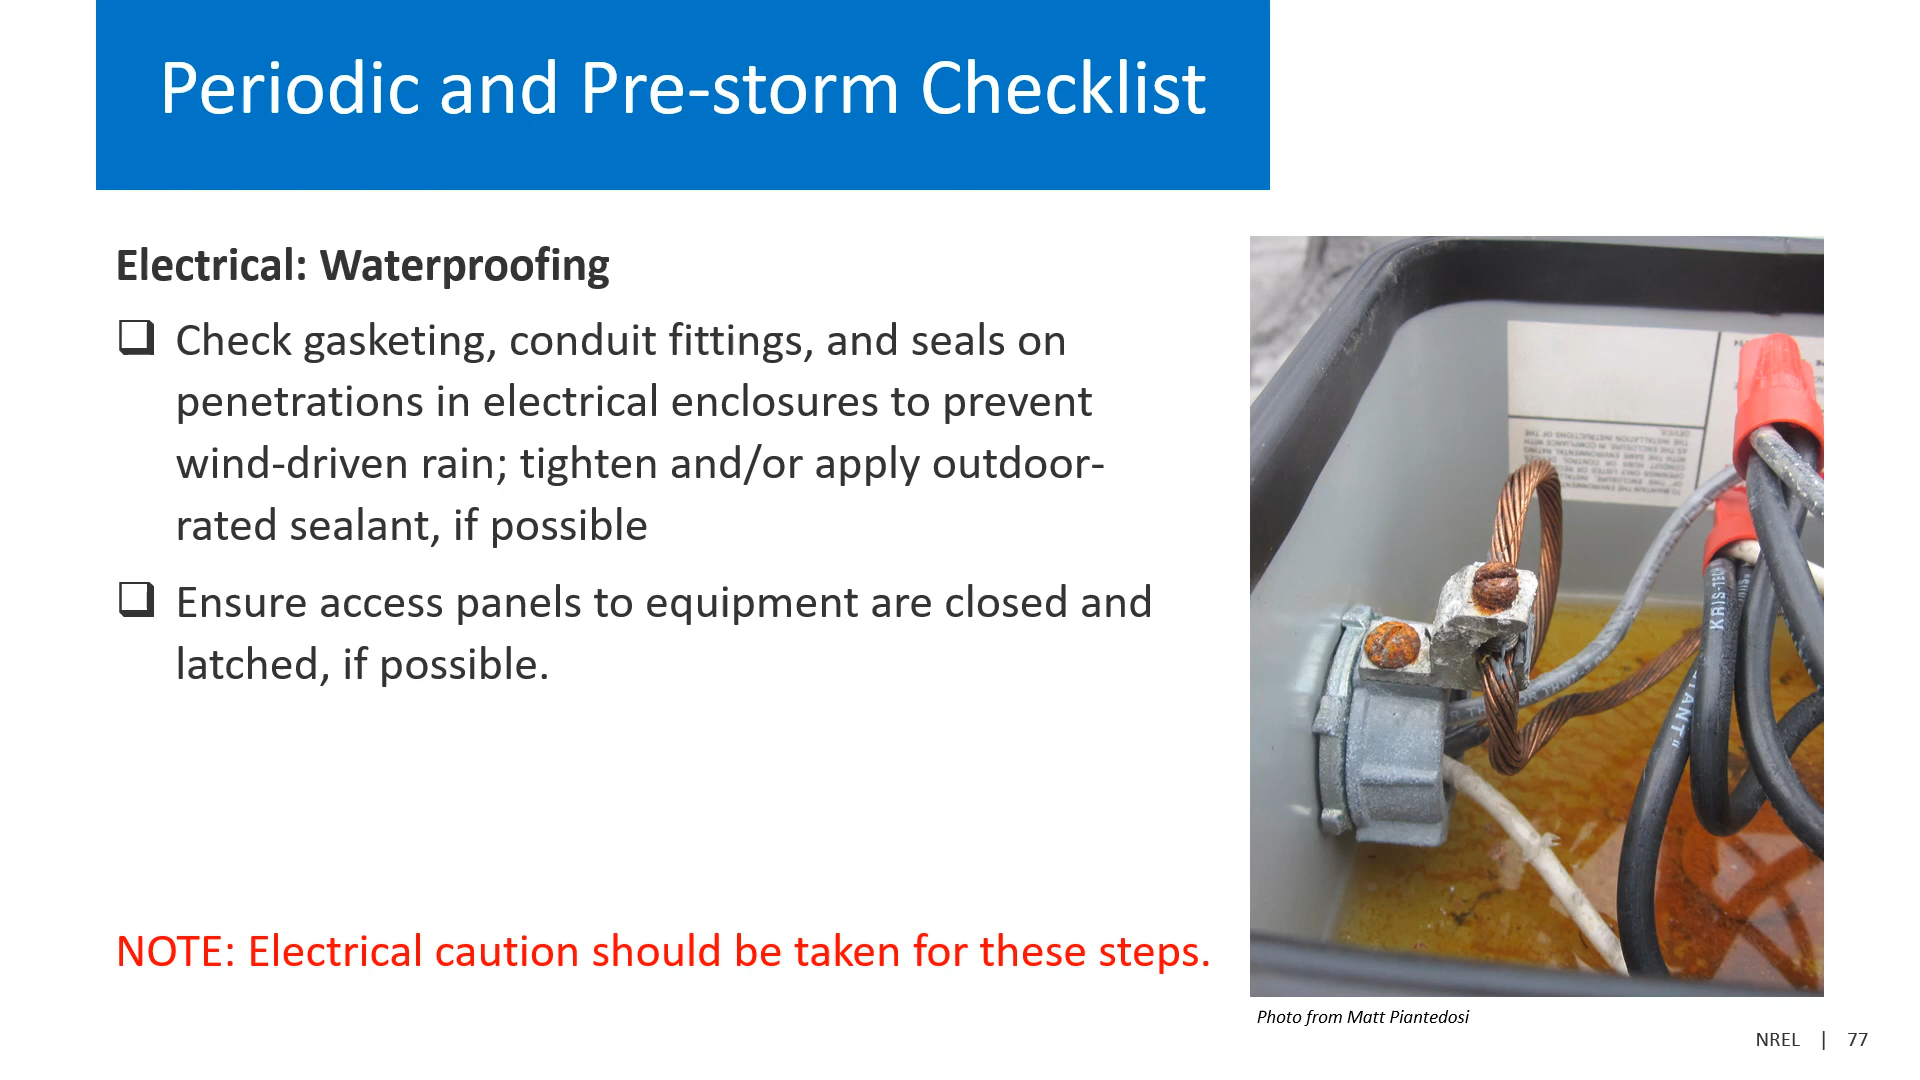 Periodic and Pre-storm Checklist
Electrical: Waterproofing
❑ Check gasketing, conduit fittings, and seals on
penetrations in electrical enclosures to prevent
wind-driven rain; tighten and/or apply outdoor-
rated sealant, if possible
❑ Ensure access panels to equipment are closed and
latched, if possible.
NOTE: Electrical caution should be taken for these steps.
KRIS-TECH
Photo from Matt Piantedosi
NREL | 77